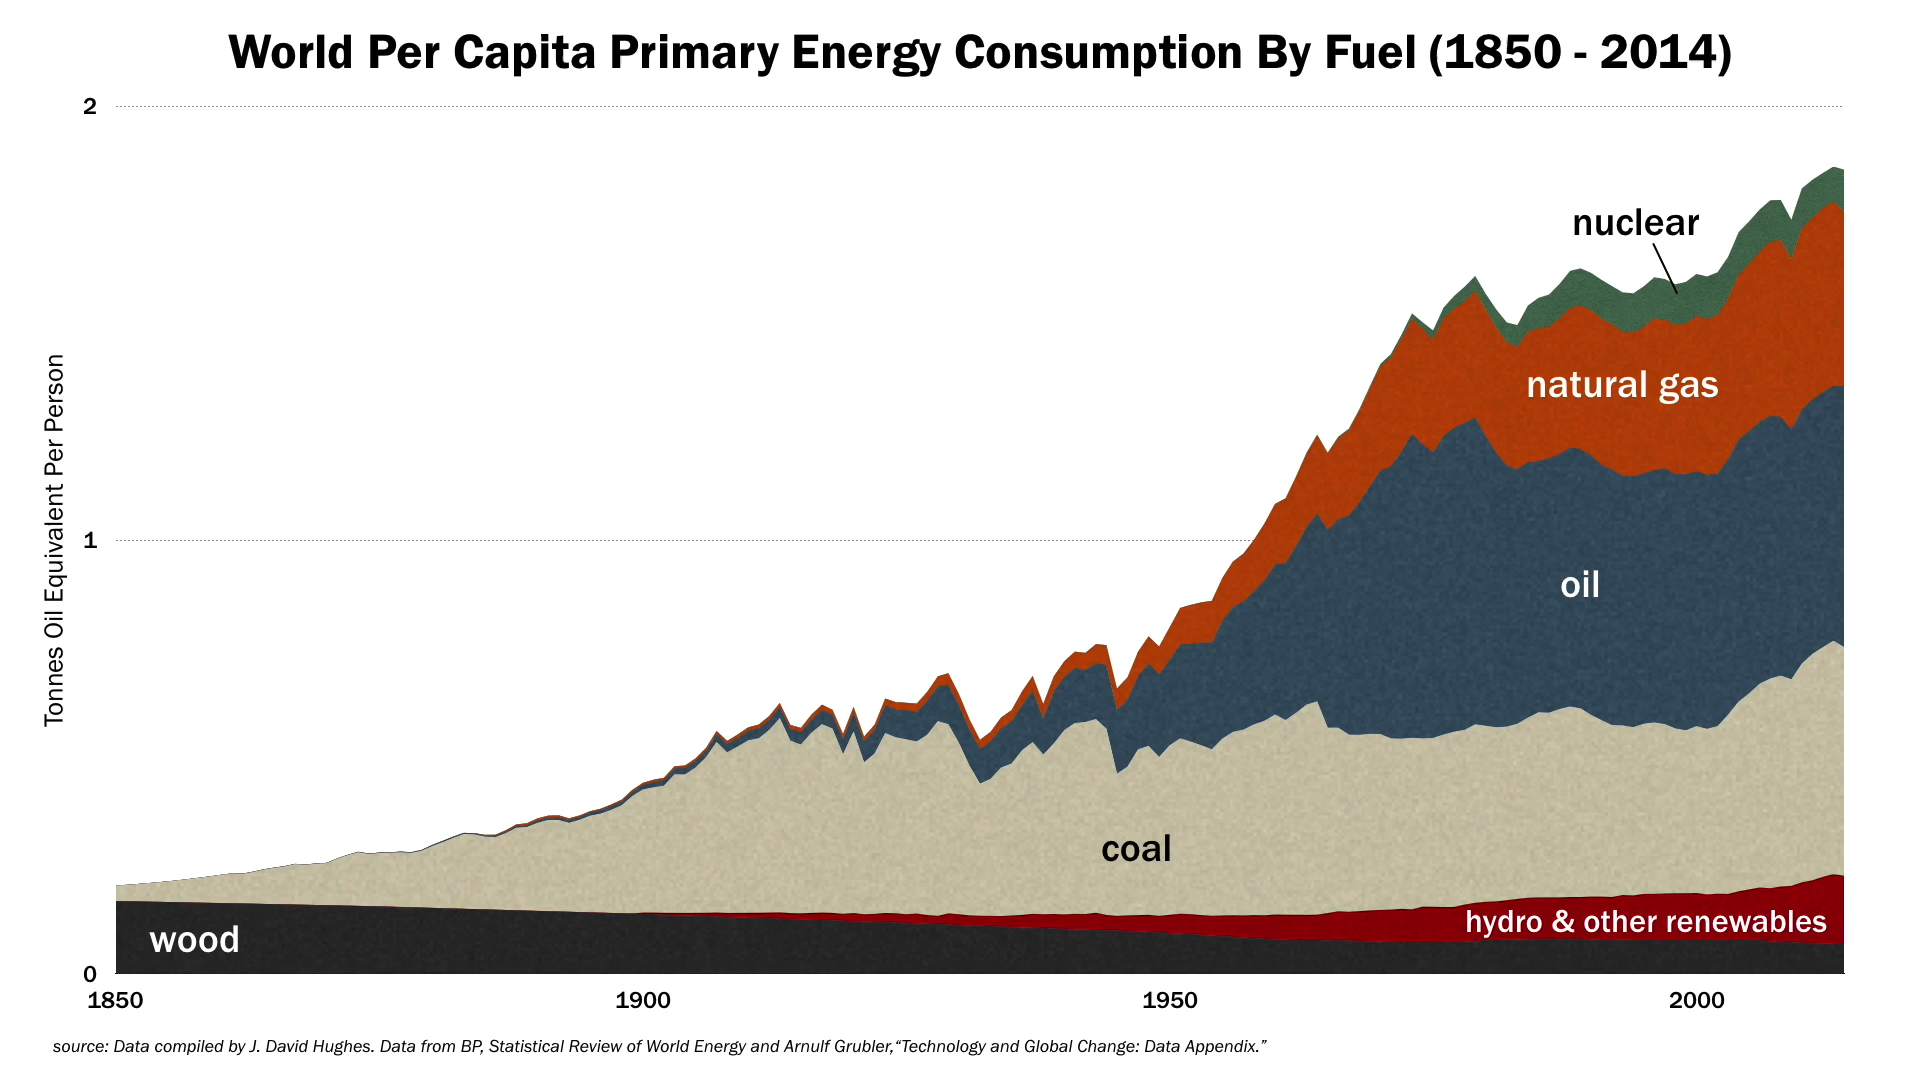 World Per Capita Primary Energy Consumption By Fuel (1850 - 2014)
2
nuclear
natural gas
Tonnes Oil Equivalent Per Person
1
oil
coal
hydro & other renewables
wood
0
1850 1900 1950 2000
source: Data compiled by J. David Hughes. Data from BP, Statistical Review of World Energy and Arnulf Grubler,“Technology and Global Change: Data Appendix.”